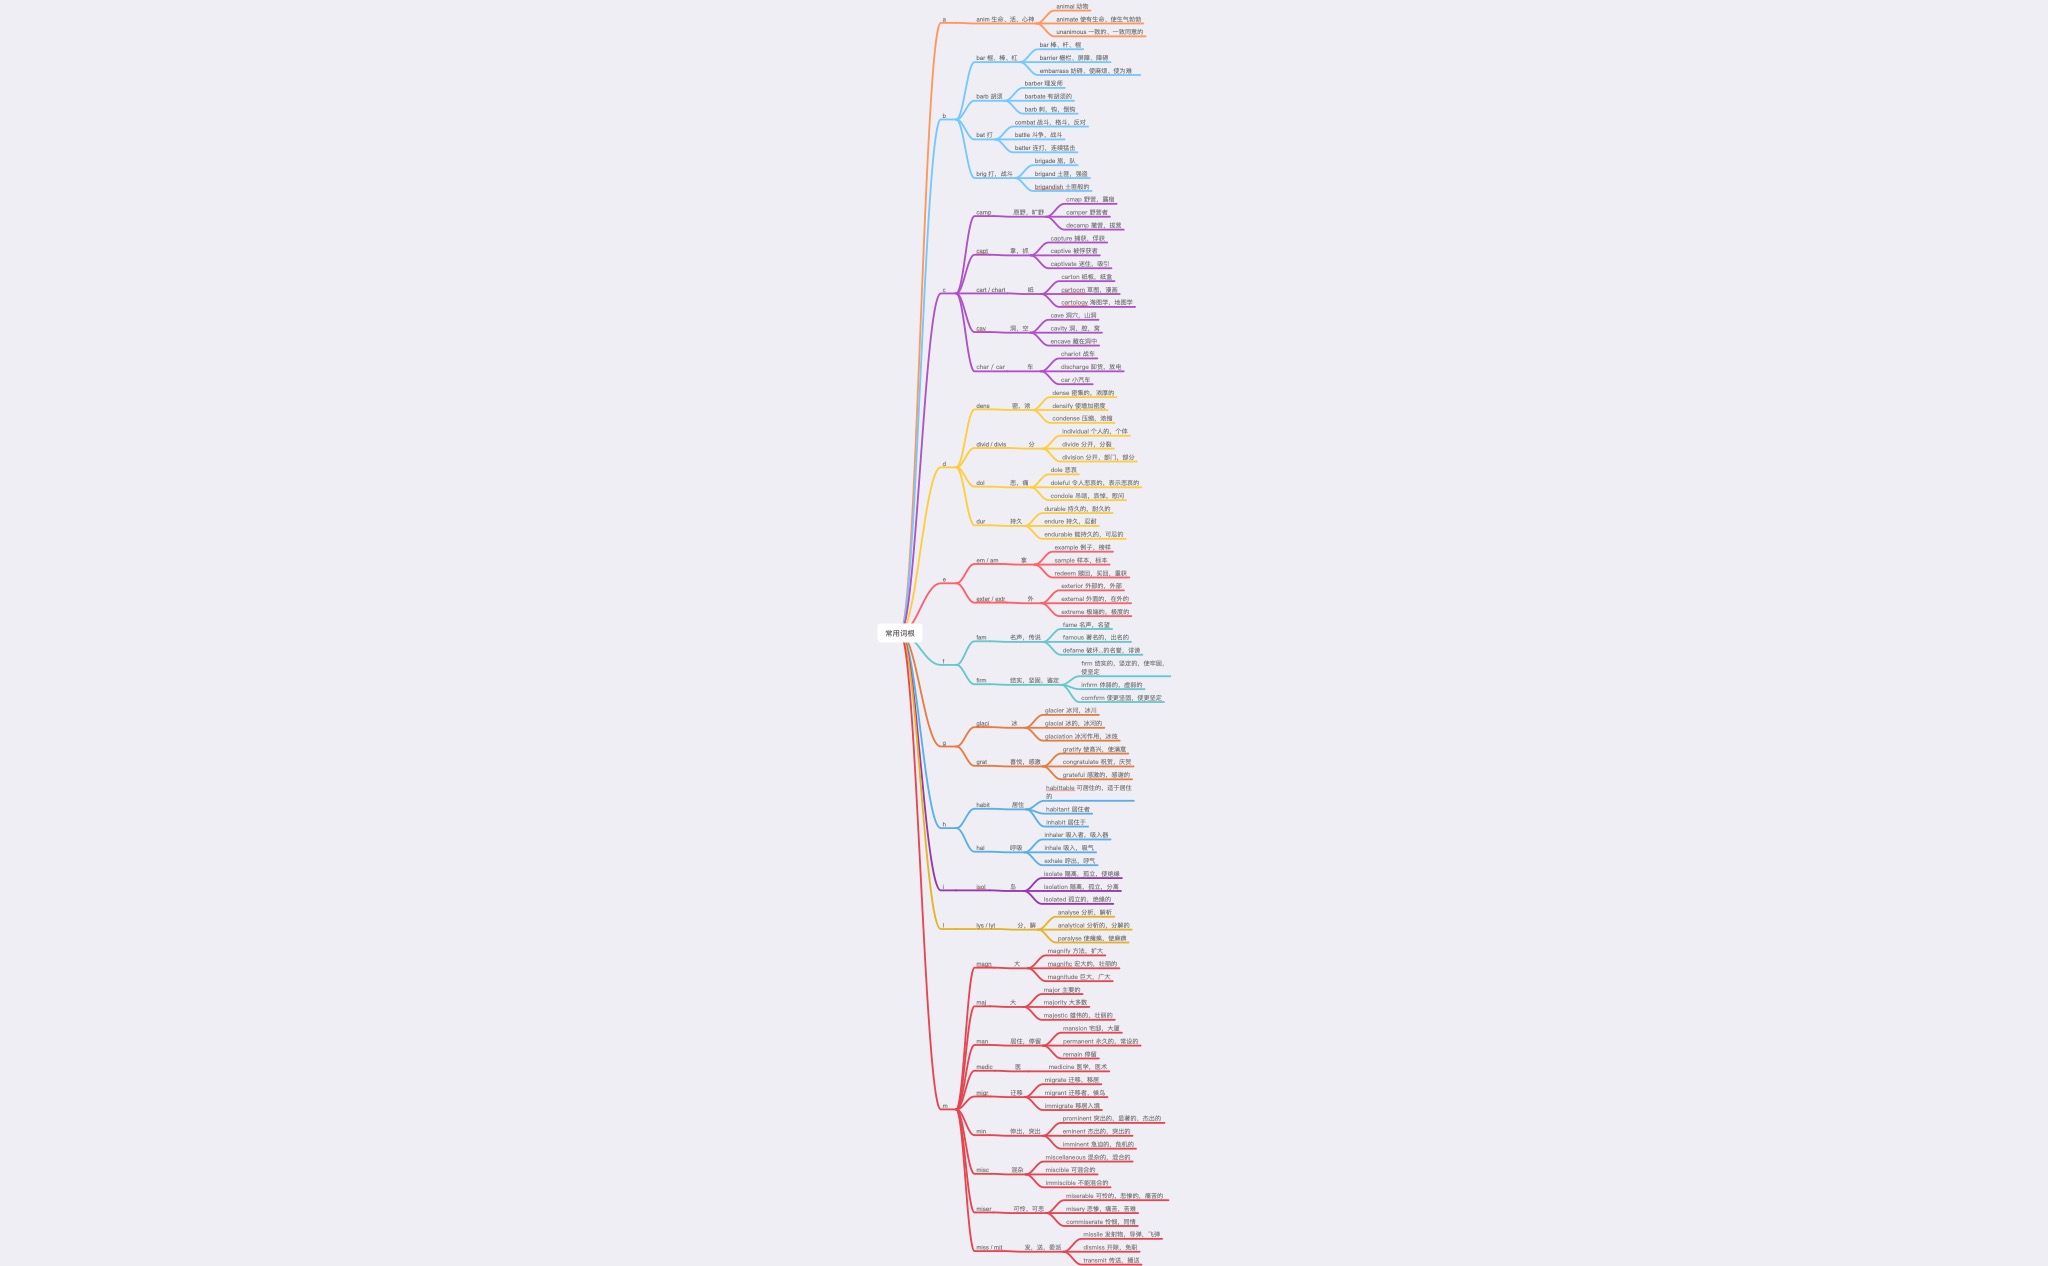 常用词根
a
anim 生命、活、心神
animal 动物
animate 使有生命、使生气勃勃
unanimous 一致的、一致同意的
b
bar 棍、棒、杠
bar 棒、杆、棍
barrier 栅栏、屏障、障碍
embarrass 妨碍、使麻烦、使为难
barb 胡须
barber 理发师
barbate 有胡须的
barb 刺，钩，倒钩
bat 打
combat 战斗，格斗，反对
battle 斗争，战斗
batter 连打，连续猛击
brig 打，战斗
brigade 旅，队
brigand 土匪，强盗
brigandish 土匪般的
c
camp 原野，旷野
cmap 野营，露宿
camper 野营者
decamp 撤营，拔营
capt 拿，抓
capture 捕获，俘获
captive 被俘获者
captivate 迷住，吸引
cart / chart 纸
carton 纸板，纸盒
cartoom 草图，漫画
cartology 海图学，地图学
cav 洞，空
cave 洞穴，山洞
cavity 洞，腔，窝
encave 藏在洞中
char / car 车
chariot 战车
discharge 卸货，放电
car 小汽车
d
dens 密，浓
dense 密集的，浓厚的
densify 使增加密度
condense 压缩，浓缩
divid / divis 分
individual 个人的，个体
divide 分开，分裂
division 分开，部门，部分
dol 悲，痛
dole 悲哀
doleful 令人悲哀的，表示悲哀的
condole 吊唁，哀悼，慰问
dur 持久
durable 持久的，耐久的
endure 持久，忍耐
endurable 能持久的，可忍的
e
em / am 拿
example 例子，榜样
sample 样本，标本
redeem 赎回，买回，重获
exter / extr 外
exterior 外部的，外部
external 外面的，在外的
extreme 极端的，极度的
f
fam 名声，传说
fame 名声，名望
famous 著名的，出名的
defame 破坏...的名誉，诽谤
firm 结实，坚固，确定
firm 结实的，坚定的，使牢固，
使坚定
infirm 体弱的，虚弱的
comfirm 使更坚固，使更坚定
g
glaci 冰
glacier 冰河，冰川
glacial 冰的，冰河的
glaciation 冰河作用，冰蚀
grat 喜悦，感激
gratify 使高兴，使满意
congratulate 祝贺，庆贺
grateful 感激的，感谢的
h
habit 居住
habittable 可居住的，适于居住
的
habitant 居住者
inhabit 居住于
hal 呼吸
inhaler 吸入者，吸入器
inhale 吸入，吸气
exhale 呼出，呼气
i
isol 岛
isolate 隔离，孤立，使绝缘
isolation 隔离，孤立，分离
isolated 孤立的，绝缘的
l
lys / lyt 分，解
analyse 分析，解析
analytical 分析的，分解的
paralyse 使瘫痪，使麻痹
m
magn 大
magnify 方法，扩大
magnific 宏大的，壮丽的
magnitude 巨大，广大
maj 大
major 主要的
majority 大多数
majestic 雄伟的，壮丽的
man 居住，停留
mansion 宅邸，大厦
permanent 永久的，常设的
remain 停留
medic 医
medicine 医学，医术
migr 迁移
migrate 迁移，移居
migrant 迁移者，候鸟
immigrate 移居入境
min 伸出，突出
prominent 突出的，显著的，杰出的
eminent 杰出的，突出的
imminent 急迫的，危机的
misc 混杂
miscellaneous 混杂的，混合的
miscible 可混合的
immiscible 不能混合的
miser 可怜，可悲
miserable 可怜的，悲惨的，痛苦的
misery 悲惨，痛苦，苦难
commiserate 怜悯，同情
miss / mit 发，送，委派
missile 发射物，导弹，飞弹
dismiss 开除，免职
transmit 传送，播送